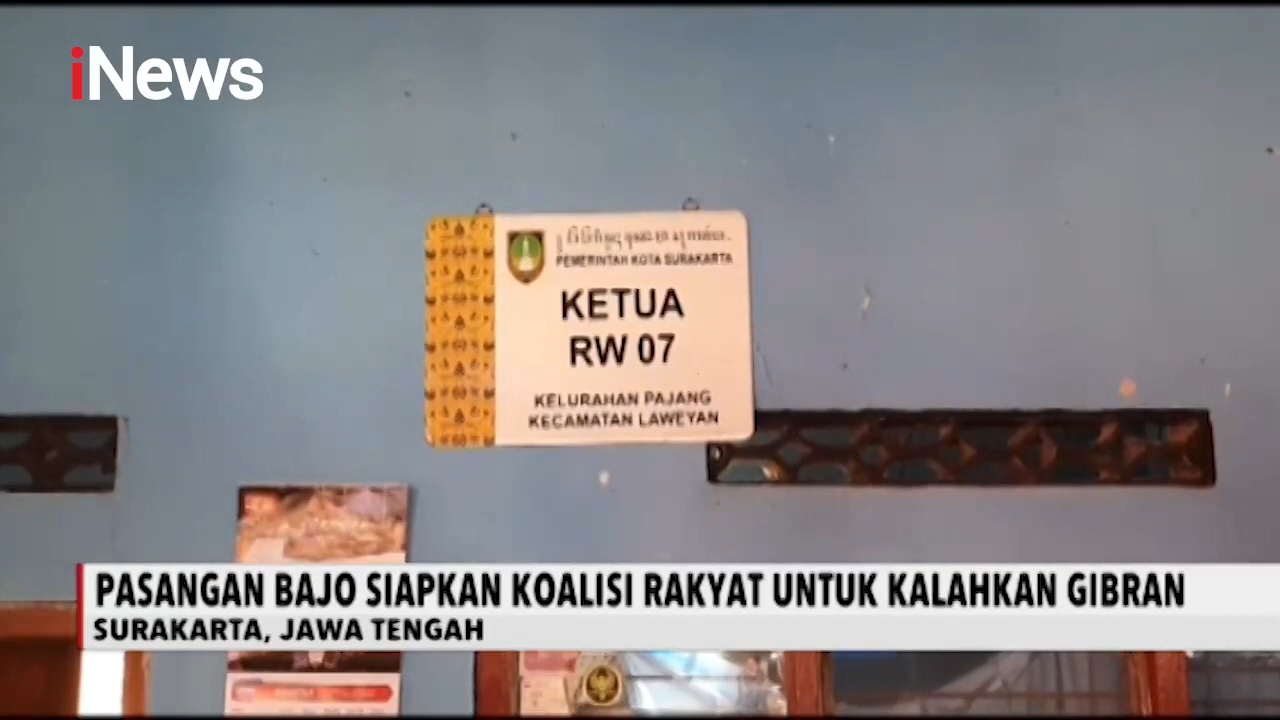 iNews
PEMERINTAH KOTA SURAKARTA
KETUA
RW 07
KELURAHAN PAJANG
KECAMATAN LAWEYAN
PASANGAN BAJO SIAPKAN KOALISI RAKYAT UNTUK KALAHKAN GIBRAN
SURAKARTA, JAWA TENGAH